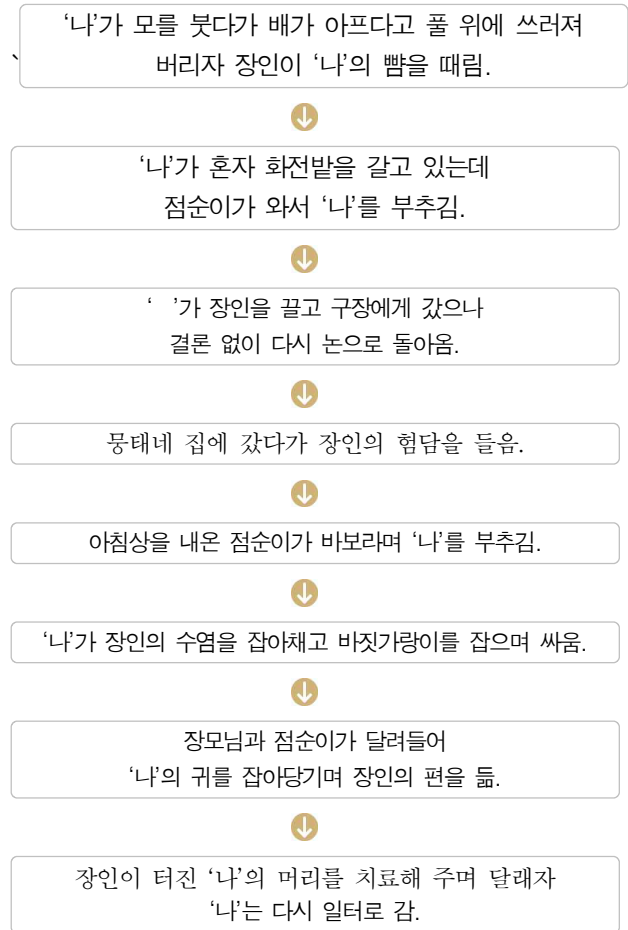 ‘나’가 모를 붓다가 배가 아프다고 풀 위에 쓰러져
` 버리자 장인이 ‘나’의 뺨을 때림.
‘나’가 혼자 화전밭을 갈고 있는데
점순이가 와서 ‘나’를 부추김.
‘ ’가 장인을 끌고 구장에게 갔으나
결론 없이 다시 논으로 돌아옴.
뭉태네 집에 갔다가 장인의 험담을 들음.
아침상을 내온 점순이가 바보라며 ‘나’를 부추김.
‘나’가 장인의 수염을 잡아채고 바짓가랑이를 잡으며 싸움.
장모님과 점순이가 달려들어
‘나’의 귀를 잡아당기며 장인의 편을 듦.
장인이 터진 ‘나’의 머리를 치료해 주며 달래자
‘나’는 다시 일터로 감.